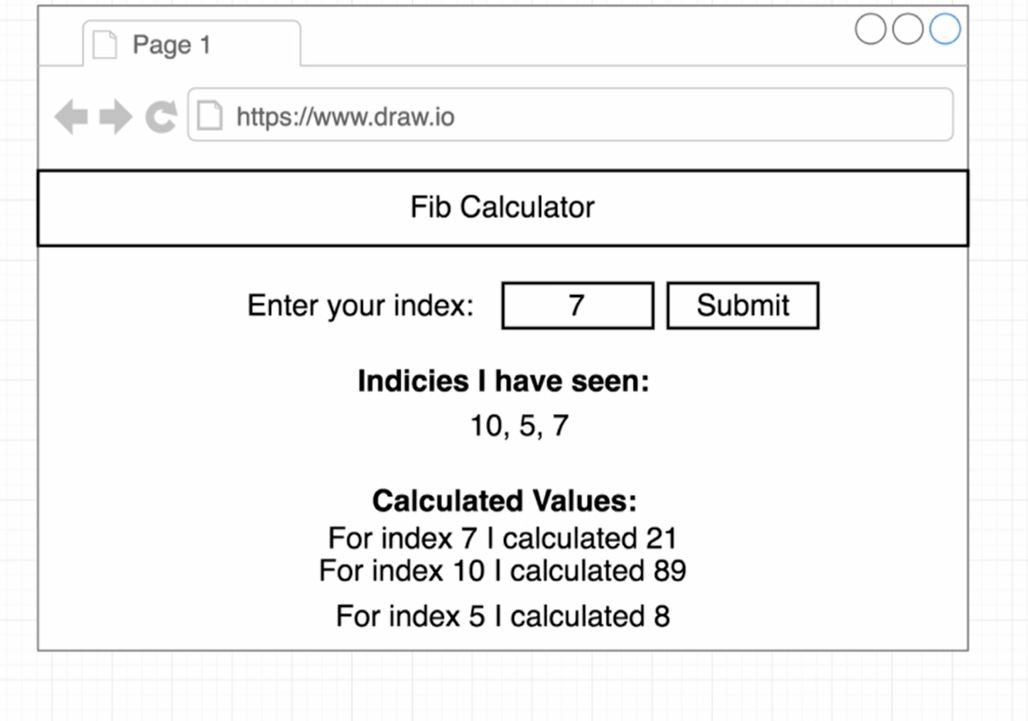 Page 1
https://www.draw.io
Fib Calculator
Enter your index: 7 Submit
Indicies I have seen:
10, 5, 7
Calculated Values:
For index 7 I calculated 21
For index 10 I calculated 89
For index 5 I calculated 8